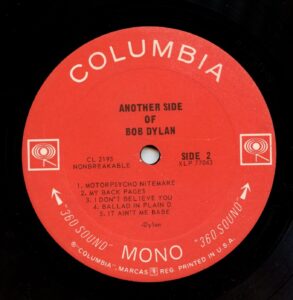 COLUMBIA
ANOTHER SIDE
OF
BOB DYLAN
CL 2193
NONBREAKABLE
SIDE 2
XLP 77043
1. MOTORPSYCHO NITEMARE
2. MY BACK PAGES
3. I DON'T BELIEVE YOU
4. BALLAD IN PLAIN D
5. IT AIN'T ME BABE
-Dylan-
"360 SOUND" MONO "360 SOUND"
® "COLUMBIA", MARCAS REG. PRINTED IN U.S.A.